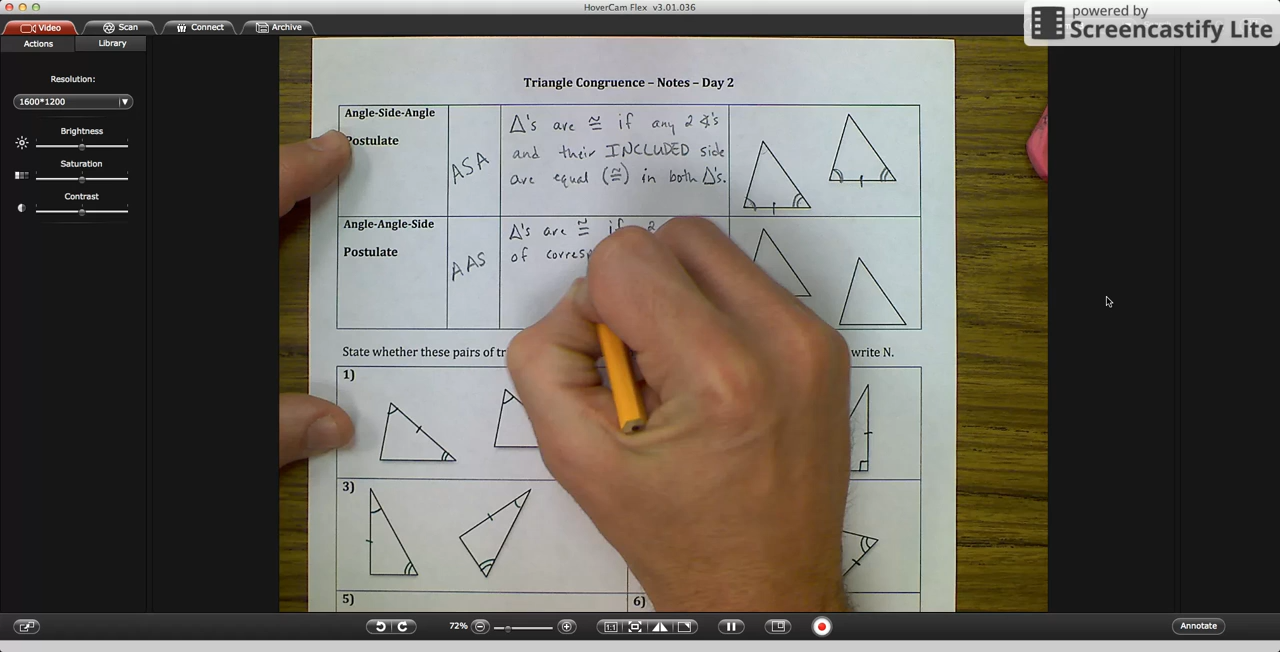 HoverCam Flex v3.01.036
powered by
Screencastify Lite
Video
Scan
Connect
Archive
Actions
Library
Resolution:
1600*1200
Brightness
Saturation
Contrast
Triangle Congruence – Notes – Day 2
Angle-Side-Angle
Postulate
ASA
Δ's are ≅ if any 2 ∡'s
and their INCLUDED side
are equal (≅) in both Δ's.
Angle-Angle-Side
Postulate
AAS
Δ's are ≅ if 2
of
State whether these pairs of
write N.
1)
3)
5)
6)
72%
1:1
Annotate